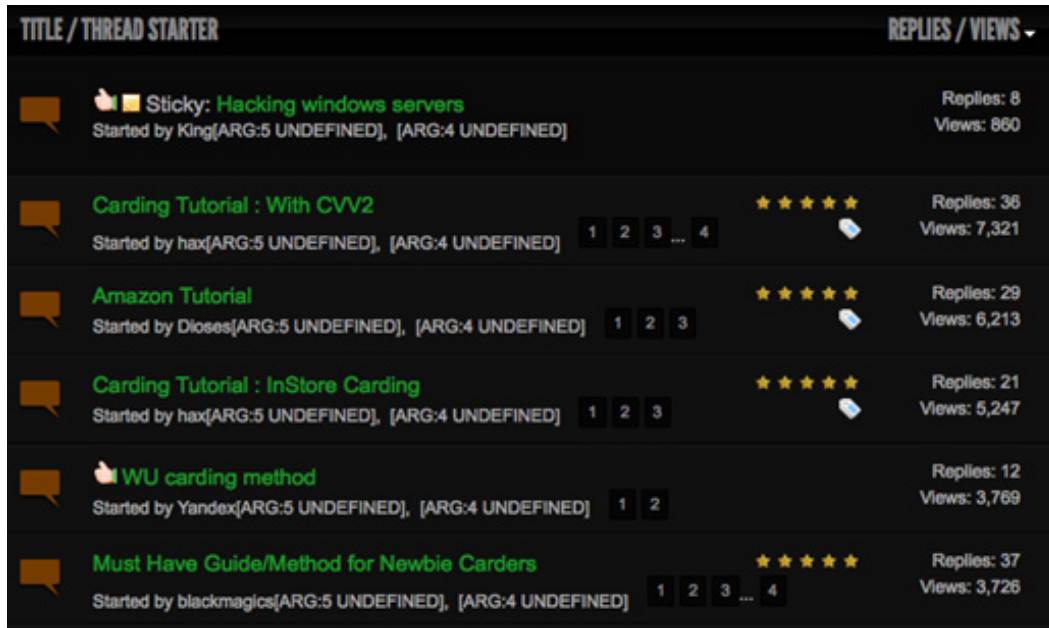 TITLE / THREAD STARTER REPLIES / VIEWS
Sticky: Hacking windows servers Replies: 8
Started by King[ARG:5 UNDEFINED], [ARG:4 UNDEFINED] Views: 860
Carding Tutorial : With CVV2 Replies: 36
Started by hax[ARG:5 UNDEFINED], [ARG:4 UNDEFINED] 1 2 3 ... 4 Views: 7,321
Amazon Tutorial Replies: 29
Started by Dioses[ARG:5 UNDEFINED], [ARG:4 UNDEFINED] 1 2 3 Views: 6,213
Carding Tutorial : InStore Carding Replies: 21
Started by hax[ARG:5 UNDEFINED], [ARG:4 UNDEFINED] 1 2 3 Views: 5,247
WU carding method Replies: 12
Started by Yandex[ARG:5 UNDEFINED], [ARG:4 UNDEFINED] 1 2 Views: 3,769
Must Have Guide/Method for Newbie Carders Replies: 37
Started by blackmagics[ARG:5 UNDEFINED], [ARG:4 UNDEFINED] 1 2 3 ... 4 Views: 3,726